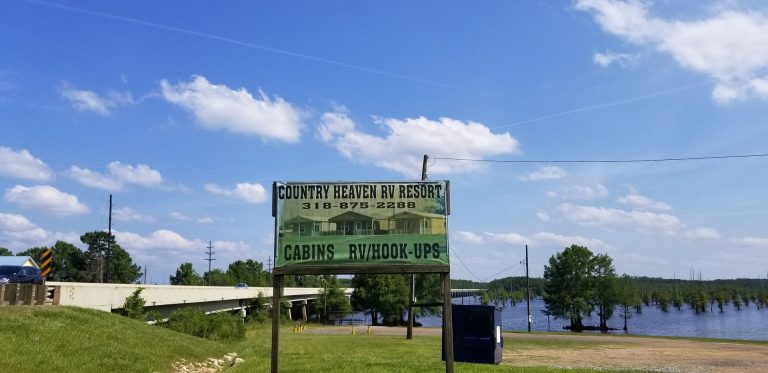 COUNTRY HEAVEN RV RESORT
318-875-2288
CABINS RV/HOOK-UPS